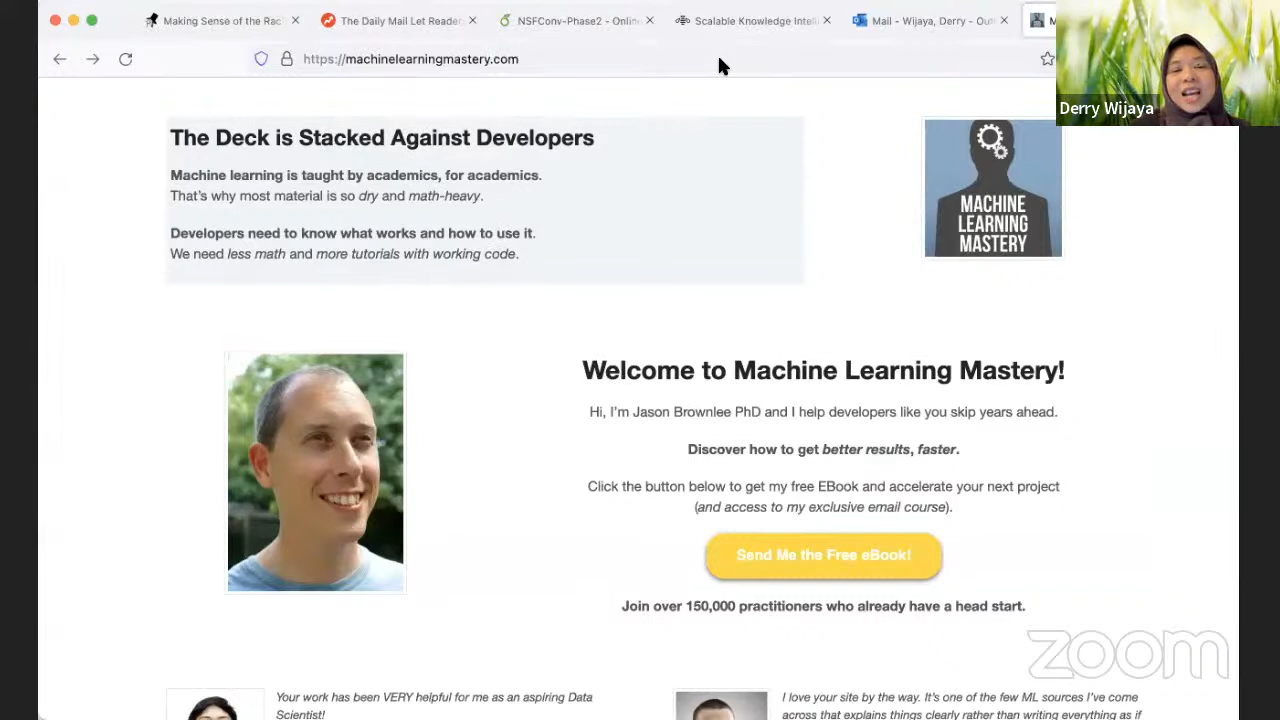 Making Sense of the Rac
The Daily Mail Let Reader
NSFConv-Phase2 - Onlin
Scalable Knowledge Intell
Mail - Wijaya, Derry - Out
https://machinelearningmastery.com
Derry Wijaya
The Deck is Stacked Against Developers
Machine learning is taught by academics, for academics.
That's why most material is so dry and math-heavy.
Developers need to know what works and how to use it.
We need less math and more tutorials with working code.
MACHINE
LEARNING
MASTERY
Welcome to Machine Learning Mastery!
Hi, I'm Jason Brownlee PhD and I help developers like you skip years ahead.
Discover how to get better results, faster.
Click the button below to get my free EBook and accelerate your next project
(and access to my exclusive email course).
Send Me the Free eBook!
Join over 150,000 practitioners who already have a head start.
zoom
Your work has been VERY helpful for me as an aspiring Data
Scientist!
I love your site by the way. It's one of the few ML sources I've come
across that explains things clearly rather than writing everything as if